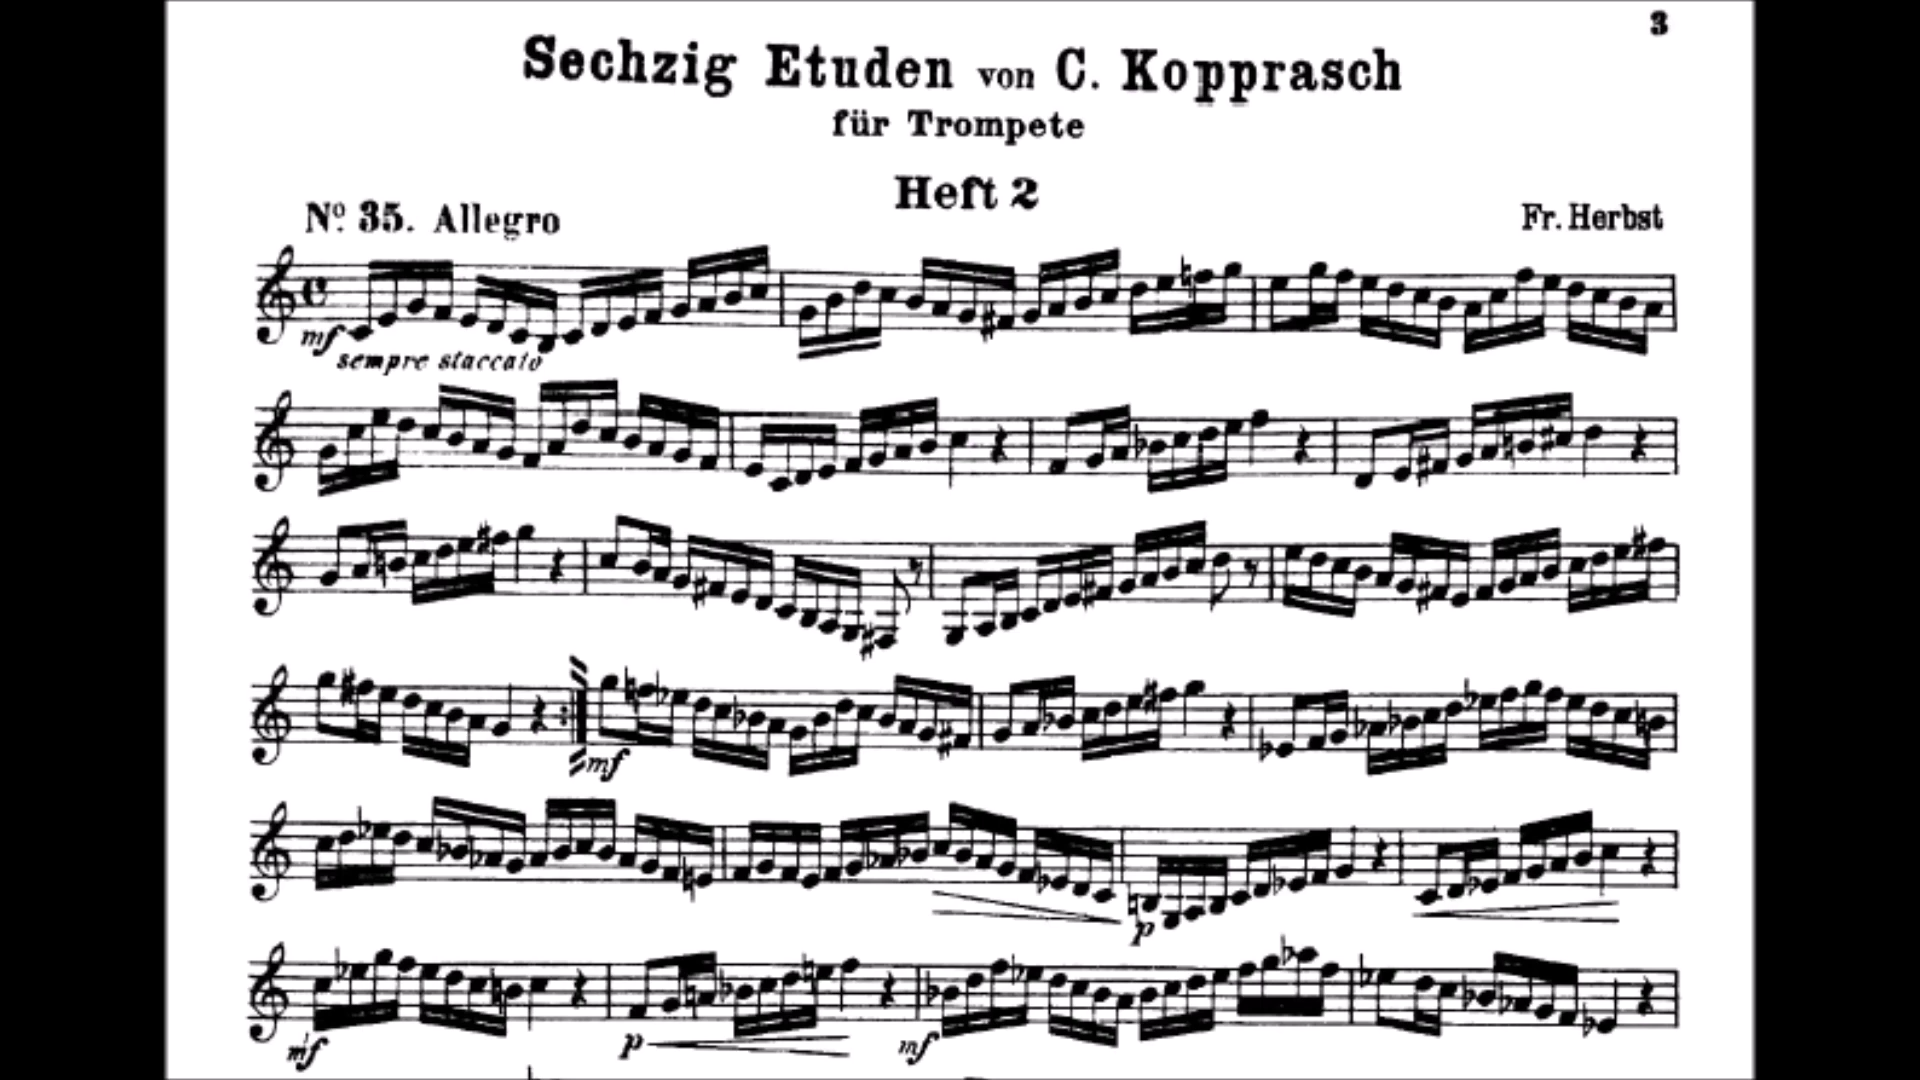 3
Sechzig Etuden von C. Kopprasch
für Trompete
Heft 2
Nº 35. Allegro
Fr. Herbst
mf
sempre staccato
mf
p
mf
p
mf